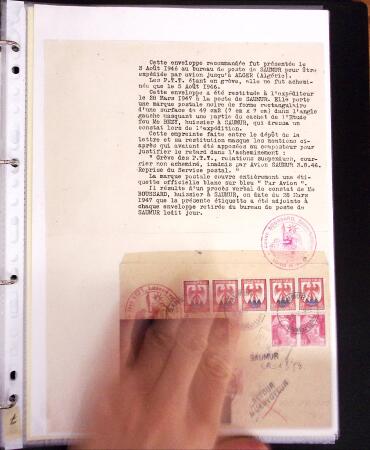 Cette enveloppe recommandée fut présentée le
3 Août 1946 au bureau de poste de SAUMUR pour être
expédiée par avion jusqu'à ALGER (Algérie).
Les P.T.T. étant en grève, elle ne fut achemi-
née que le 5 Août 1946.
Cette enveloppe a été restituée à l'expéditeur
le 28 Mars 1947 à la poste de SAUMUR. Elle porte
une marque postale noire de forme rectangulaire
d'une surface de 49 cm2 (7 cm x 7 cm) dans l'angle
gauche masquant une partie du cachet de l'Etude
Me huissier à SAUMUR, qui dressa un
constat lors de l'expédition.
Cette empreinte faite entre le dépôt de la
lettre et sa restitution masque les mentions ci-
après qui avaient été apposées au composteur pour
justifier le retard dans l'acheminement :
" Grève des P.T.T., relations suspendues, cour-
rier non acheminé, transmis par Avion SAUMUR 5.8.46.
Reprise du Service postal. "
La marque postale couvre entièrement une éti-
quette officielle blanc sur bleu " Par Avion ".
Il résulte d'un procès verbal de constat de Me
BOUSSARD, huissier à SAUMUR, en date du 28 Mars
1947 que la présente étiquette a été adjointe à
chaque enveloppe retirée du bureau de poste de
SAUMUR ledit jour.
SAUMUR
RETOUR
A L'ENVOYEUR